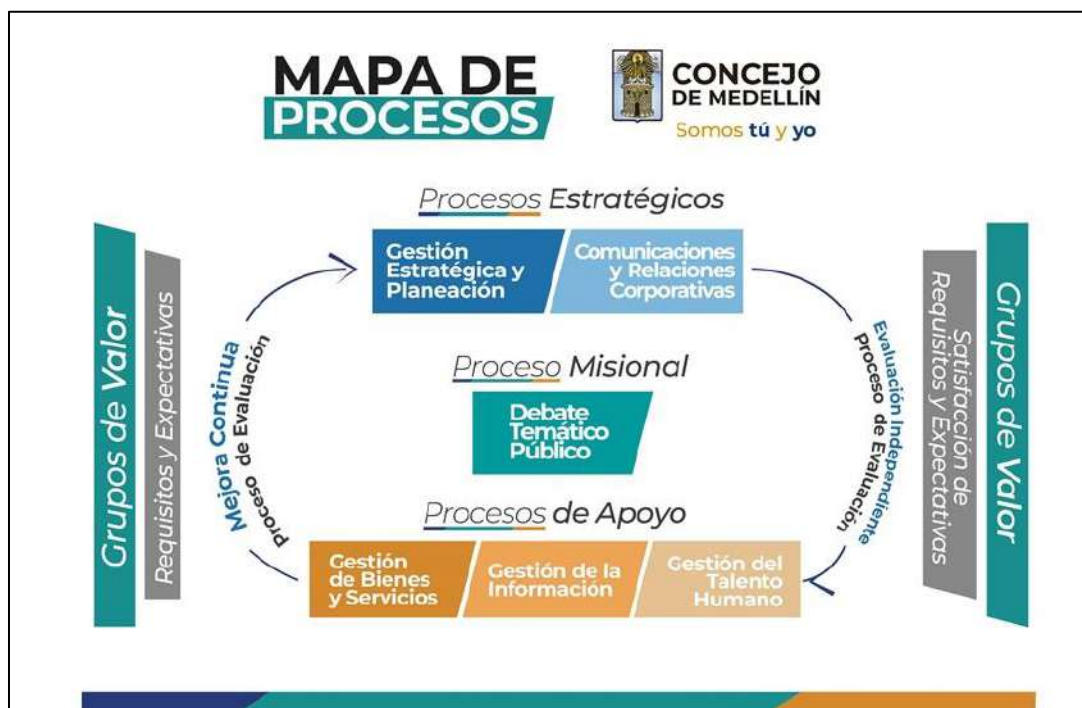 MAPA DE
PROCESOS
CONCEJO
DE MEDELLÍN
Somos tú y yo
Procesos Estratégicos
Gestión
Estratégica y
Planeación
Comunicaciones
y Relaciones
Corporativas
Grupos de Valor
Requisitos y Expectativas
Mejora Continua
Proceso de Evaluación
Proceso Misional
Debate
Temático
Público
Evaluación Independiente
Proceso de Evaluación
Satisfacción de
Requisitos y Expectativas
Grupos de Valor
Procesos de Apoyo
Gestión
de Bienes
y Servicios
Gestión de la
Información
Gestión del
Talento
Humano